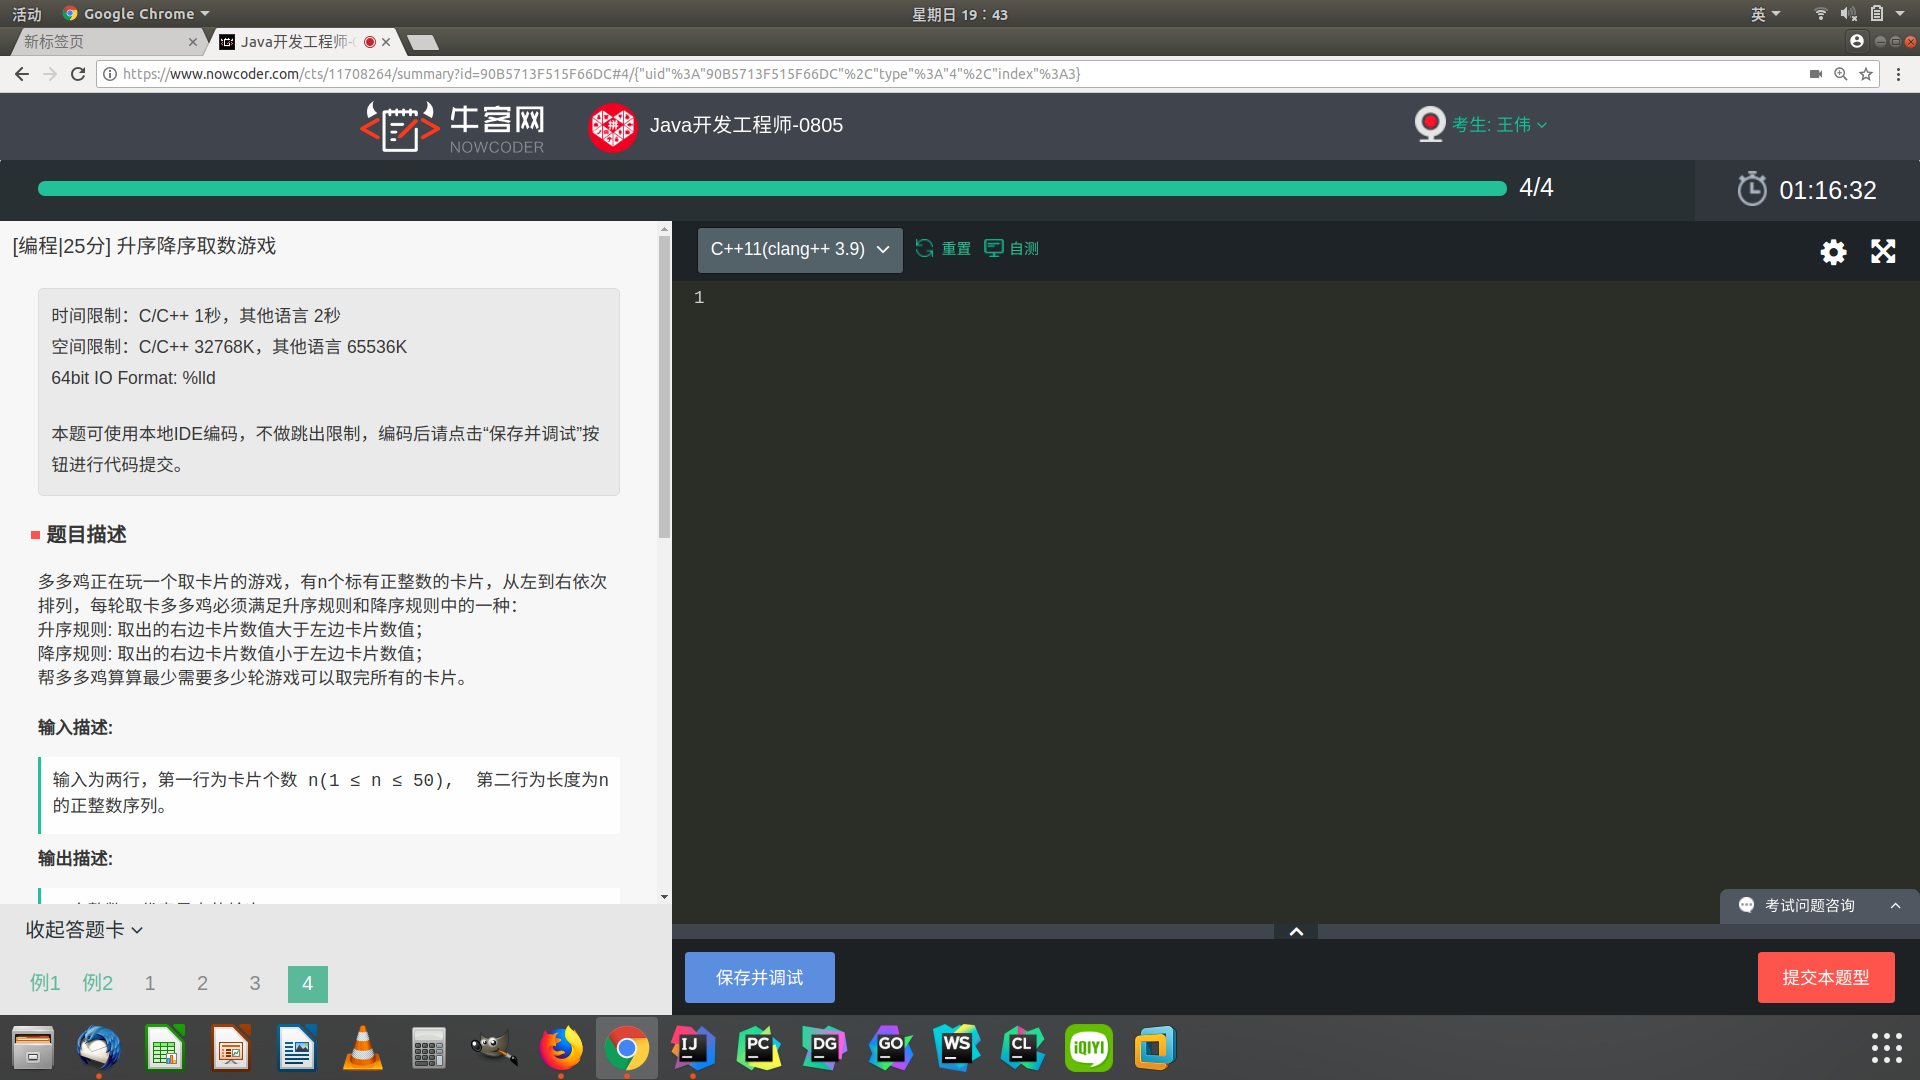 活动
Google Chrome
星期日 19:43
英
新标签页
Java开发工程师-0
https://www.nowcoder.com/cts/11708264/summary?id=90B5713F515F66DC#4/{"uid"%3A"90B5713F515F66DC"%2C"type"%3A"4"%2C"index"%3A3}
牛客网
NOWCODER
Java开发工程师-0805
考生: 王伟
4/4
01:16:32
[编程|25分] 升序降序取数游戏
C++11(clang++ 3.9)
重置
自测
1
时间限制：C/C++ 1秒，其他语言 2秒
空间限制：C/C++ 32768K，其他语言 65536K
64bit IO Format: %lld
本题可使用本地IDE编码，不做跳出限制，编码后请点击“保存并调试”按
钮进行代码提交。
题目描述
多多鸡正在玩一个取卡片的游戏，有n个标有正整数的卡片，从左到右依次
排列，每轮取卡多多鸡必须满足升序规则和降序规则中的一种：
升序规则: 取出的右边卡片数值大于左边卡片数值；
降序规则: 取出的右边卡片数值小于左边卡片数值；
帮多多鸡算算最少需要多少轮游戏可以取完所有的卡片。
输入描述:
输入为两行，第一行为卡片个数 n(1 ≤ n ≤ 50), 第二行为长度为n
的正整数序列。
输出描述:
考试问题咨询
收起答题卡
例1
例2
1
2
3
4
保存并调试
提交本题型
IJ
PC
DG
GO
WS
CL
iQIYI